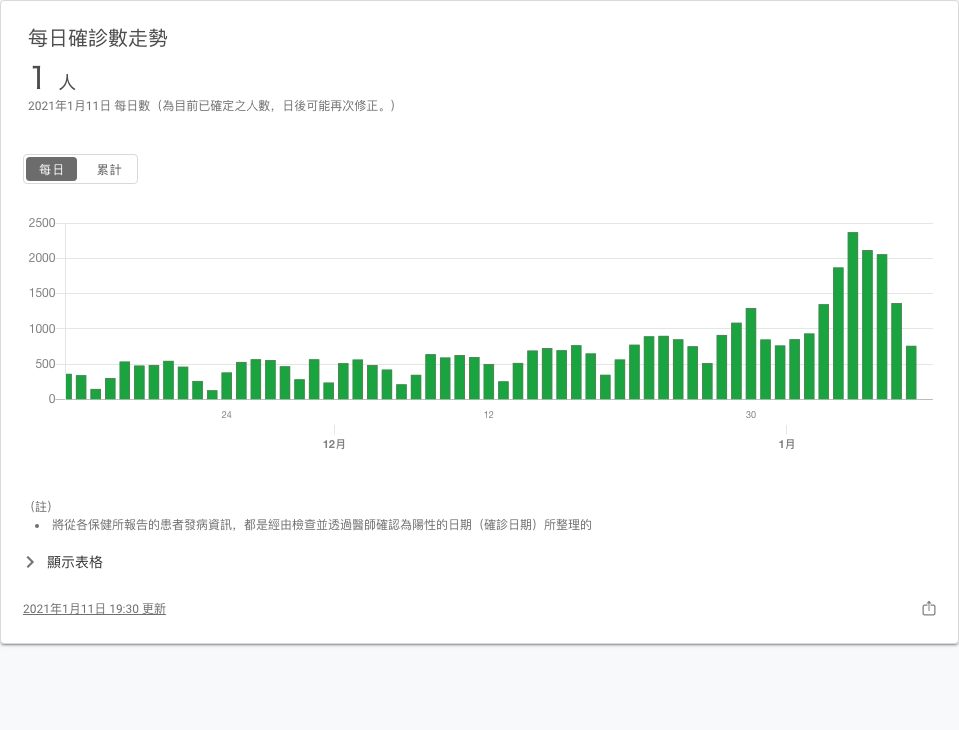 每日確診數走勢
1 人
2021年1月11日 每日數（為目前已確定之人數，日後可能再次修正。）
每日 累計
2500
2000
1500
1000
500
0
24 12 30
12月 1月
（註）
• 將從各保健所報告的患者發病資訊，都是經由檢查並透過醫師確認為陽性的日期（確診日期）所整理的
顯示表格
2021年1月11日 19:30 更新